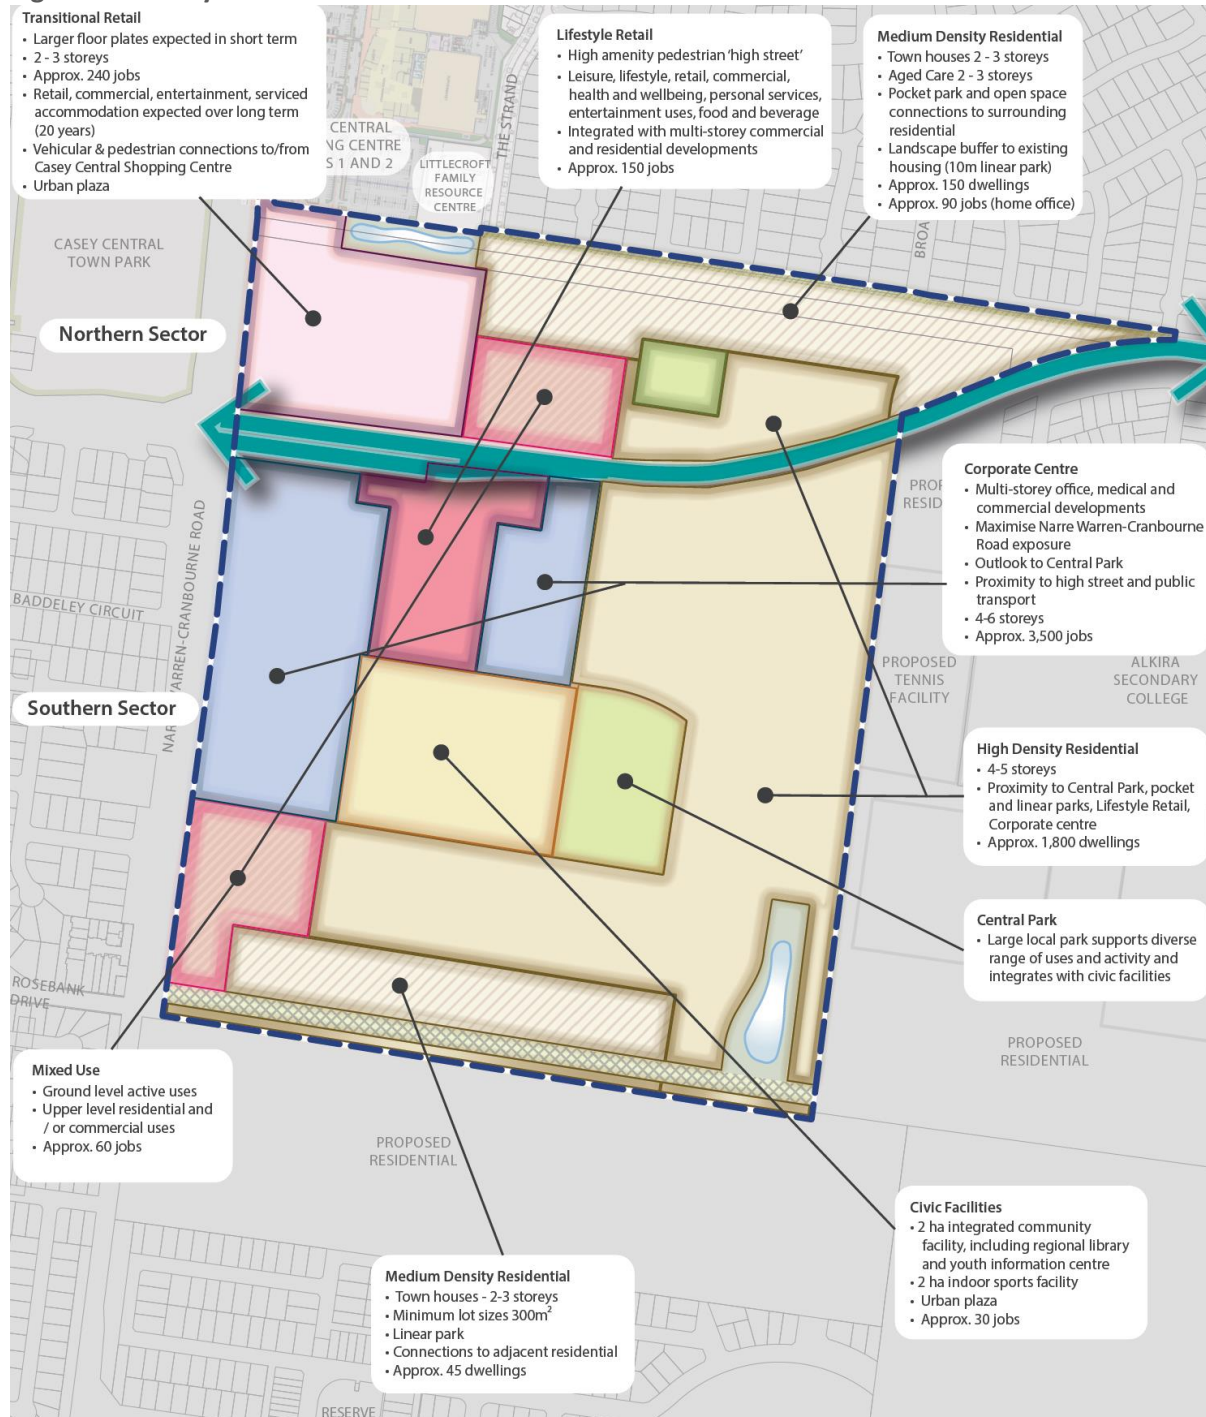 Transitional Retail
• Larger floor plates expected in short term
• 2 - 3 storeys
• Approx. 240 jobs
• Retail, commercial, entertainment, serviced
accommodation expected over long term
(20 years)
• Vehicular & pedestrian connections to/from
Casey Central Shopping Centre
• Urban plaza
Lifestyle Retail
• High amenity pedestrian ‘high street’
• Leisure, lifestyle, retail, commercial,
health and wellbeing, personal services,
entertainment uses, food and beverage
• Integrated with multi-storey commercial
and residential developments
• Approx. 150 jobs
Medium Density Residential
• Town houses 2 - 3 storeys
• Aged Care 2 - 3 storeys
• Pocket park and open space
connections to surrounding
residential
• Landscape buffer to existing
housing (10m linear park)
• Approx. 150 dwellings
• Approx. 90 jobs (home office)
CENTRAL
NG CENTRE
S 1 AND 2
LITTLECROFT
FAMILY
RESOURCE
CENTRE
THE STRAND
BROA
CASEY CENTRAL
TOWN PARK
Northern Sector
Corporate Centre
• Multi-storey office, medical and
commercial developments
• Maximise Narre Warren-Cranbourne
Road exposure
• Outlook to Central Park
• Proximity to high street and public
transport
• 4-6 storeys
• Approx. 3,500 jobs
PROP
RESID
BADDELEY CIRCUIT
NARRE WARREN-CRANBOURNE ROAD
PROPOSED
TENNIS
FACILITY
ALKIRA
SECONDARY
COLLEGE
Southern Sector
High Density Residential
• 4-5 storeys
• Proximity to Central Park, pocket
and linear parks, Lifestyle Retail,
Corporate centre
• Approx. 1,800 dwellings
Central Park
• Large local park supports diverse
range of uses and activity and
integrates with civic facilities
ROSEBANK
DRIVE
PROPOSED
RESIDENTIAL
Mixed Use
• Ground level active uses
• Upper level residential and
/ or commercial uses
• Approx. 60 jobs
PROPOSED
RESIDENTIAL
Civic Facilities
• 2 ha integrated community
facility, including regional library
and youth information centre
• 2 ha indoor sports facility
• Urban plaza
• Approx. 30 jobs
Medium Density Residential
• Town houses - 2-3 storeys
• Minimum lot sizes 300m²
• Linear park
• Connections to adjacent residential
• Approx. 45 dwellings
RESERVE